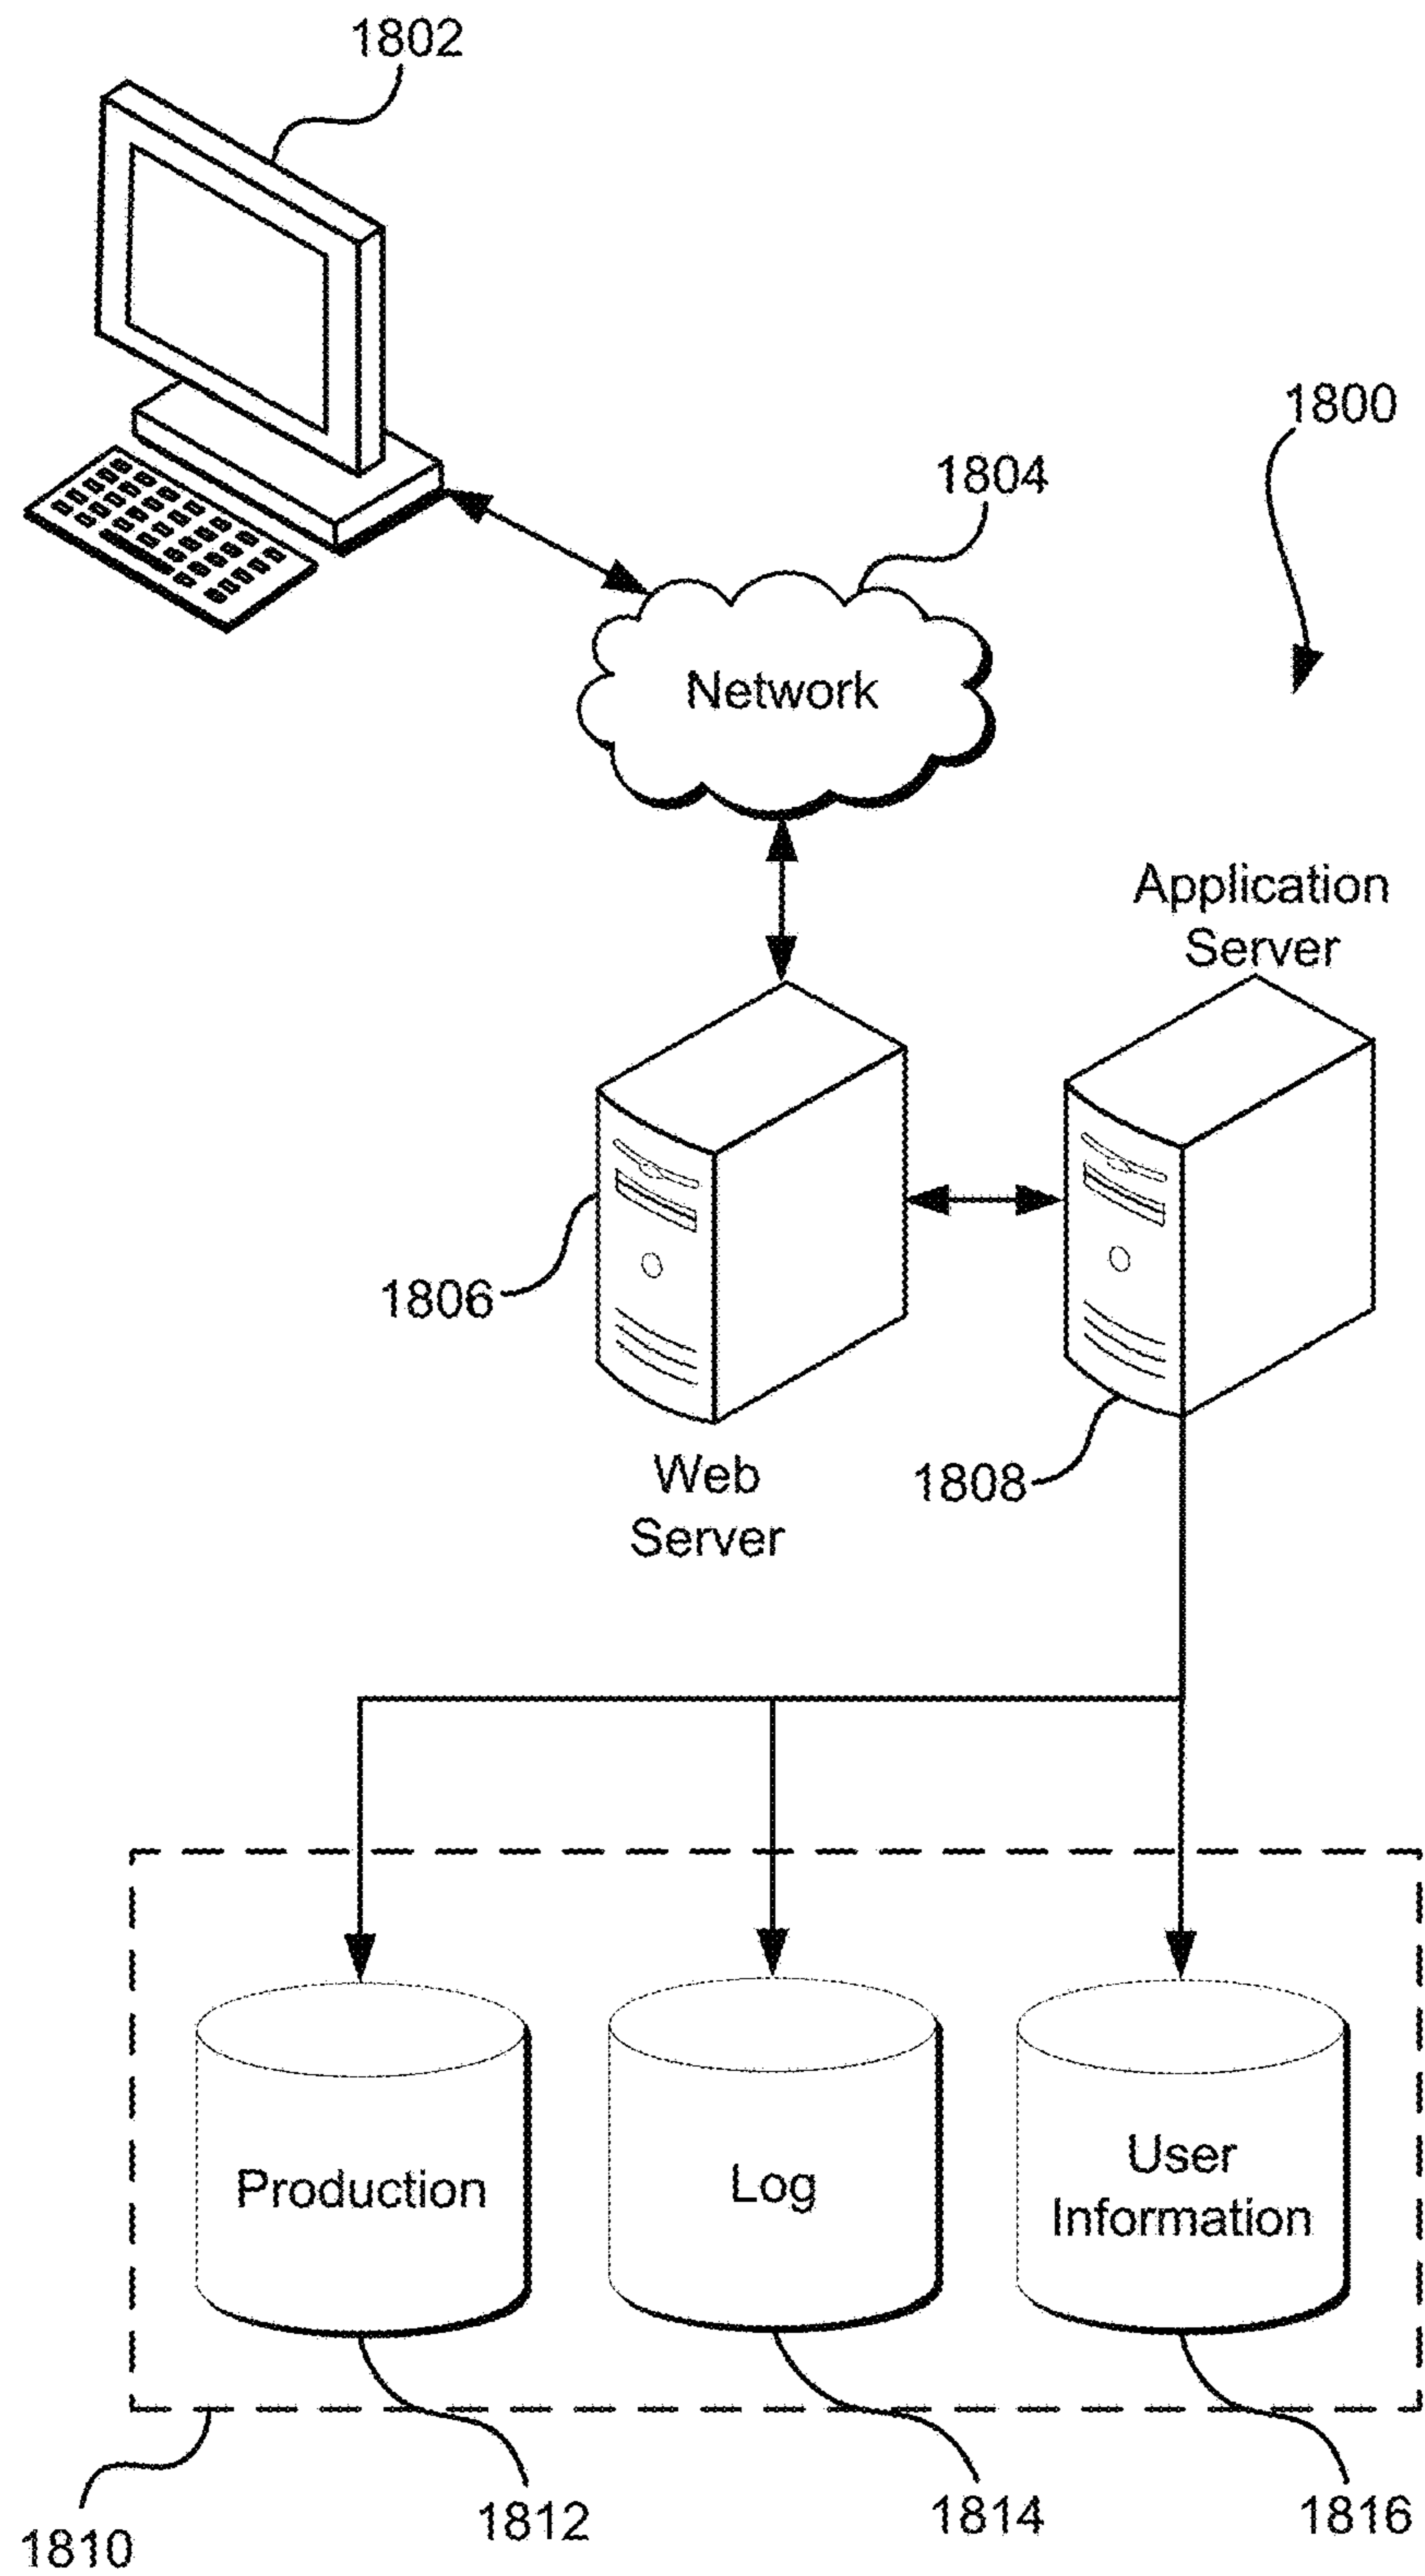 1802
1800
1804
Network
Application
Server
1806
Web
Server
1808
Production
Log
User
Information
1810
1812
1814
1816